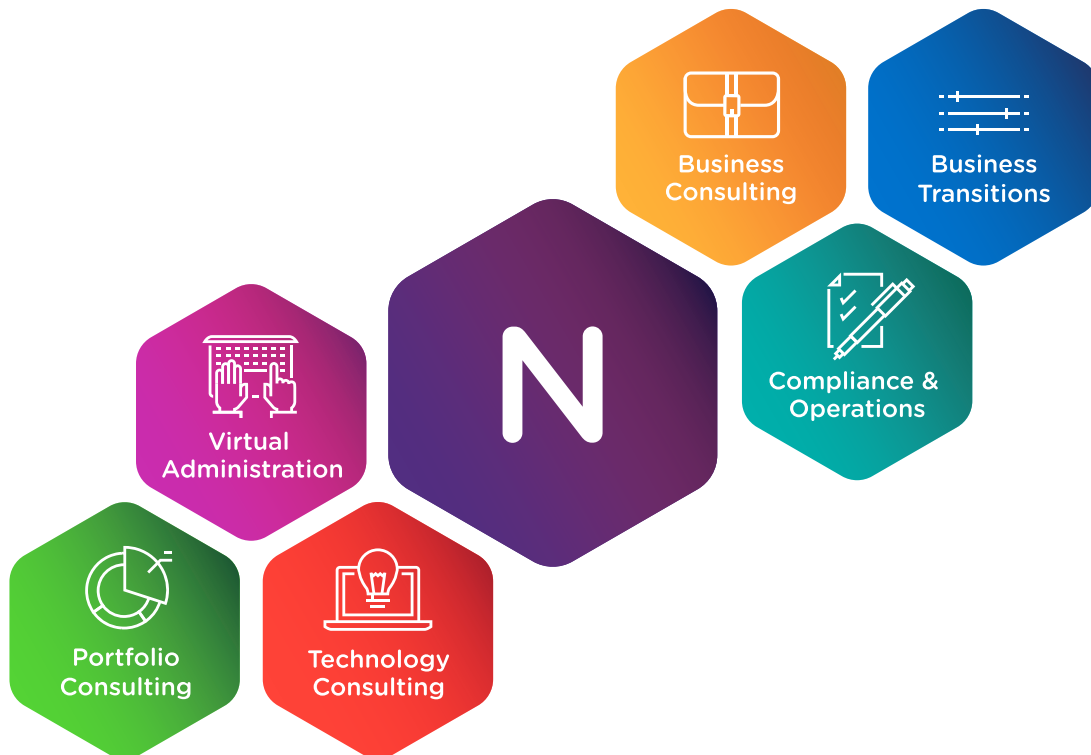 Business
Consulting
Business
Transitions
Compliance &
Operations
N
Virtual
Administration
Portfolio
Consulting
Technology
Consulting